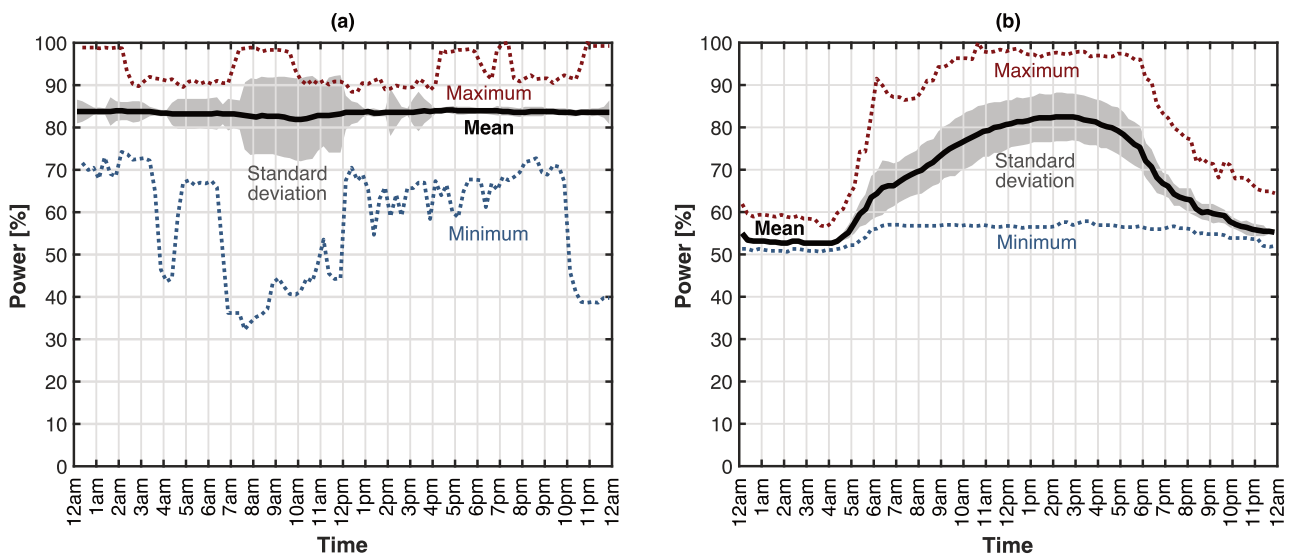 (a)
100
90
80
70
60
50
40
30
20
10
0
Power [%]
Maximum
Mean
Standard
deviation
Minimum
12am
1am
2am
3am
4am
5am
6am
7am
8am
9am
10am
11am
12pm
1pm
2pm
3pm
4pm
5pm
6pm
7pm
8pm
9pm
10pm
11pm
12am
Time
(b)
100
90
80
70
60
50
40
30
20
10
0
Power [%]
Maximum
Standard
deviation
Mean
Minimum
12am
1am
2am
3am
4am
5am
6am
7am
8am
9am
10am
11am
12pm
1pm
2pm
3pm
4pm
5pm
6pm
7pm
8pm
9pm
10pm
11pm
12am
Time